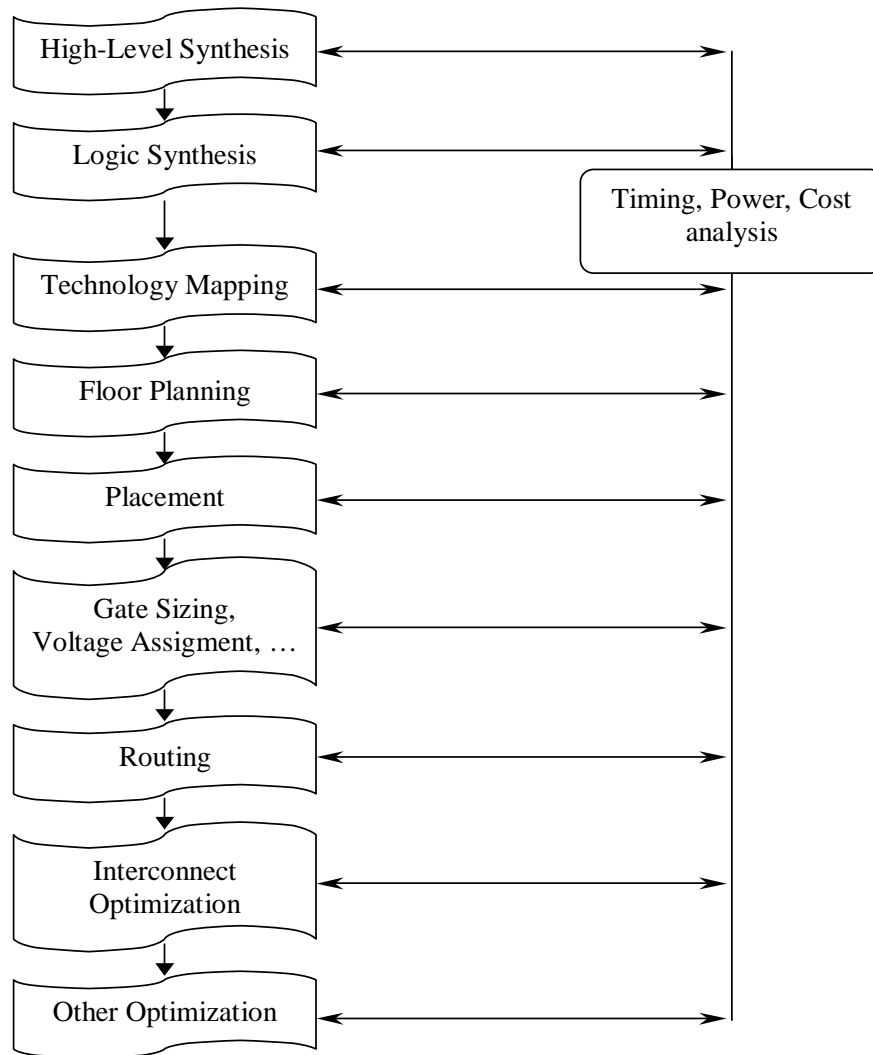 High-Level Synthesis
Logic Synthesis
Timing, Power, Cost
analysis
Technology Mapping
Floor Planning
Placement
Gate Sizing,
Voltage Assigment, …
Routing
Interconnect
Optimization
Other Optimization